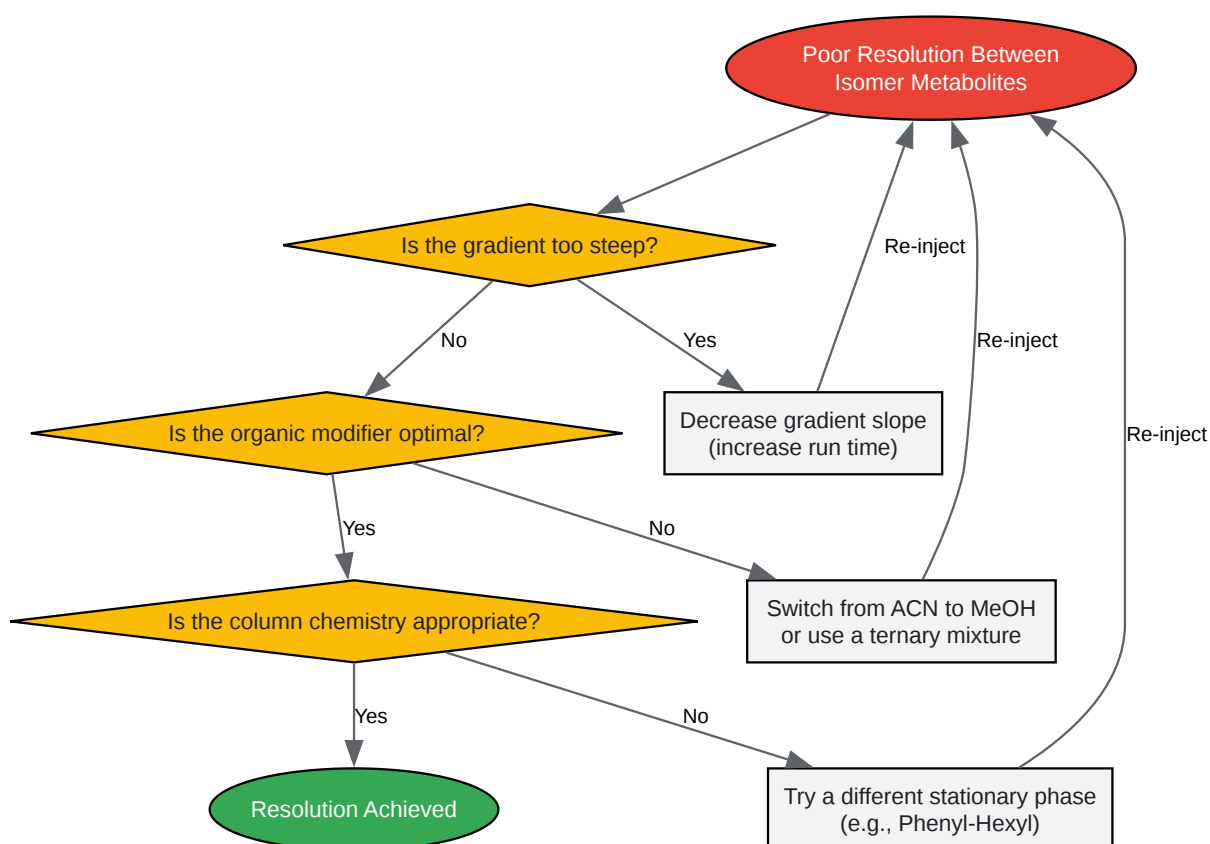 Poor Resolution Between
Isomer Metabolites
Is the gradient too steep?
Re-inject
No
Yes
Re-inject
Decrease gradient slope
(increase run time)
Is the organic modifier optimal?
Re-inject
Yes
No
Switch from ACN to MeOH
or use a ternary mixture
Is the column chemistry appropriate?
Yes
No
Resolution Achieved
Try a different stationary phase
(e.g., Phenyl-Hexyl)